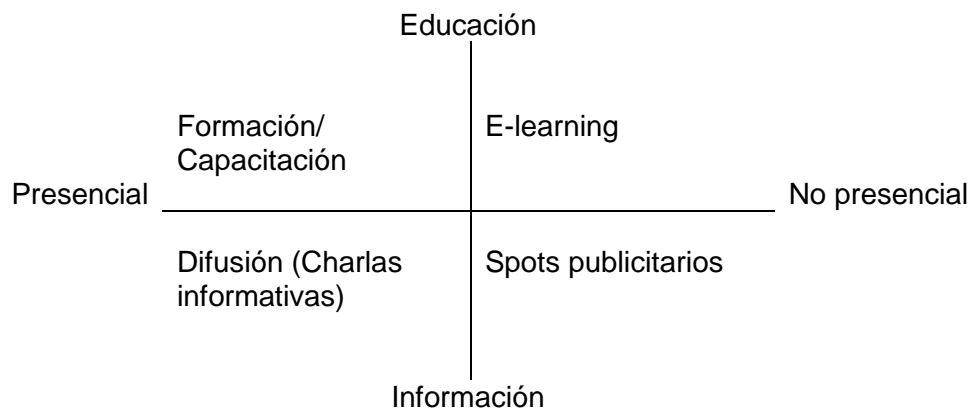 Educación
Formación/
Capacitación
E-learning
Presencial
No presencial
Difusión (Charlas
informativas)
Spots publicitarios
Información